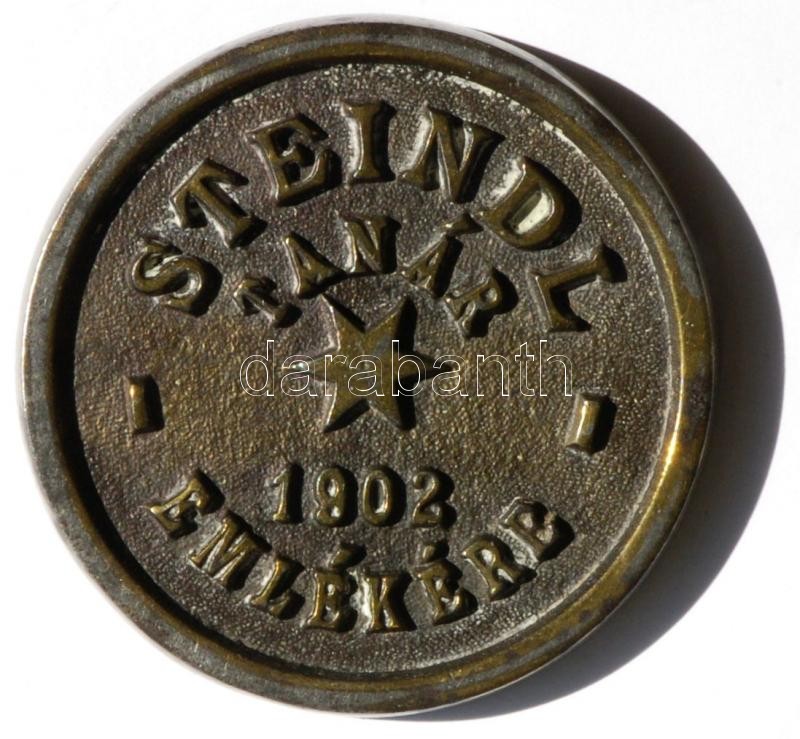 STEINDL
TANÁR
darabanth
1902
EMLÉKÉRE